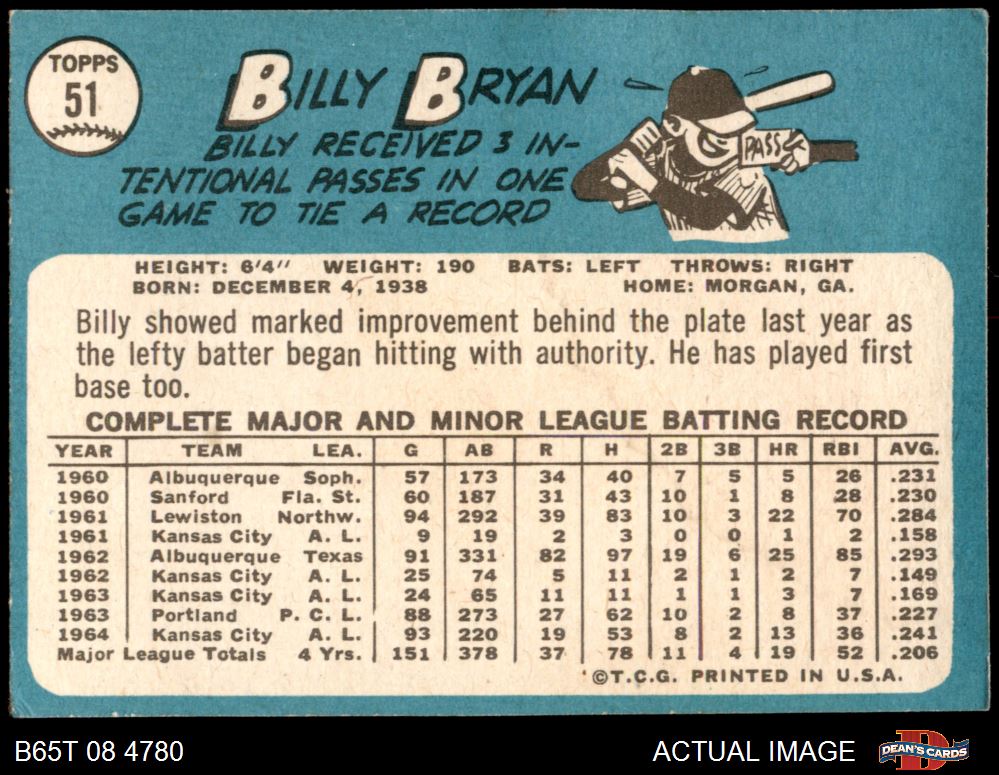 TOPPS
51
BILLY BRYAN
BILLY RECEIVED 3 IN-
TENTIONAL PASSES IN ONE
GAME TO TIE A RECORD
PASS
HEIGHT: 6'4" WEIGHT: 190 BATS: LEFT THROWS: RIGHT
BORN: DECEMBER 4, 1938 HOME: MORGAN, GA.
Billy showed marked improvement behind the plate last year as
the lefty batter began hitting with authority. He has played first
base too.
COMPLETE MAJOR AND MINOR LEAGUE BATTING RECORD
YEAR TEAM LEA. G AB R H 2B 3B HR RBI AVG.
1960 Albuquerque Soph. 57 173 34 40 7 5 5 26 .231
1960 Sanford Fla. St. 60 187 31 43 10 1 8 28 .230
1961 Lewiston Northw. 94 292 39 83 10 3 22 70 .284
1961 Kansas City A. L. 9 19 2 3 0 0 1 2 .158
1962 Albuquerque Texas 91 331 82 97 19 6 25 85 .293
1962 Kansas City A. L. 25 74 5 11 2 1 2 7 .149
1963 Kansas City A. L. 24 65 11 11 1 1 3 7 .169
1963 Portland P. C. L. 88 273 27 62 10 2 8 37 .227
1964 Kansas City A. L. 93 220 19 53 8 2 13 36 .241
Major League Totals 4 Yrs. 151 378 37 78 11 4 19 52 .206
©T.C.G. PRINTED IN U.S.A.
B65T 08 4780 ACTUAL IMAGE DEAN'S CARDS